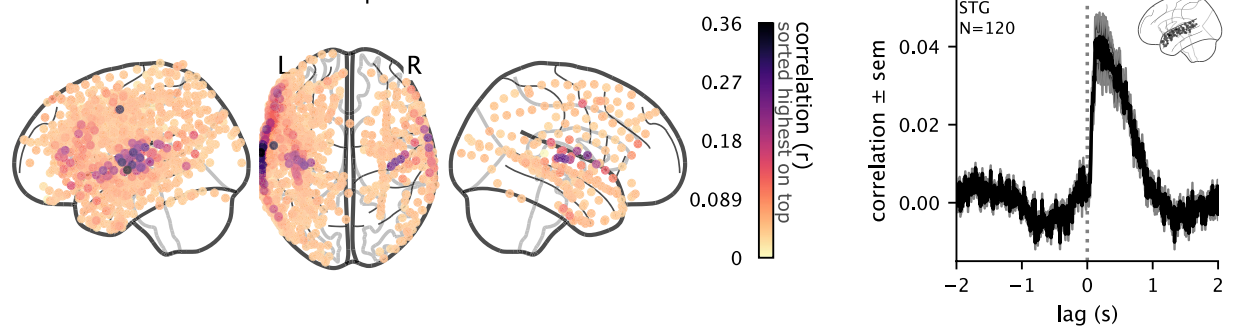 L
R
0.36
0.27
0.18
0.089
0
correlation (r)
sorted highest on top
STG
N=120
correlation ± sem
0.04
0.02
0.00
−2
−1
0
1
2
lag (s)